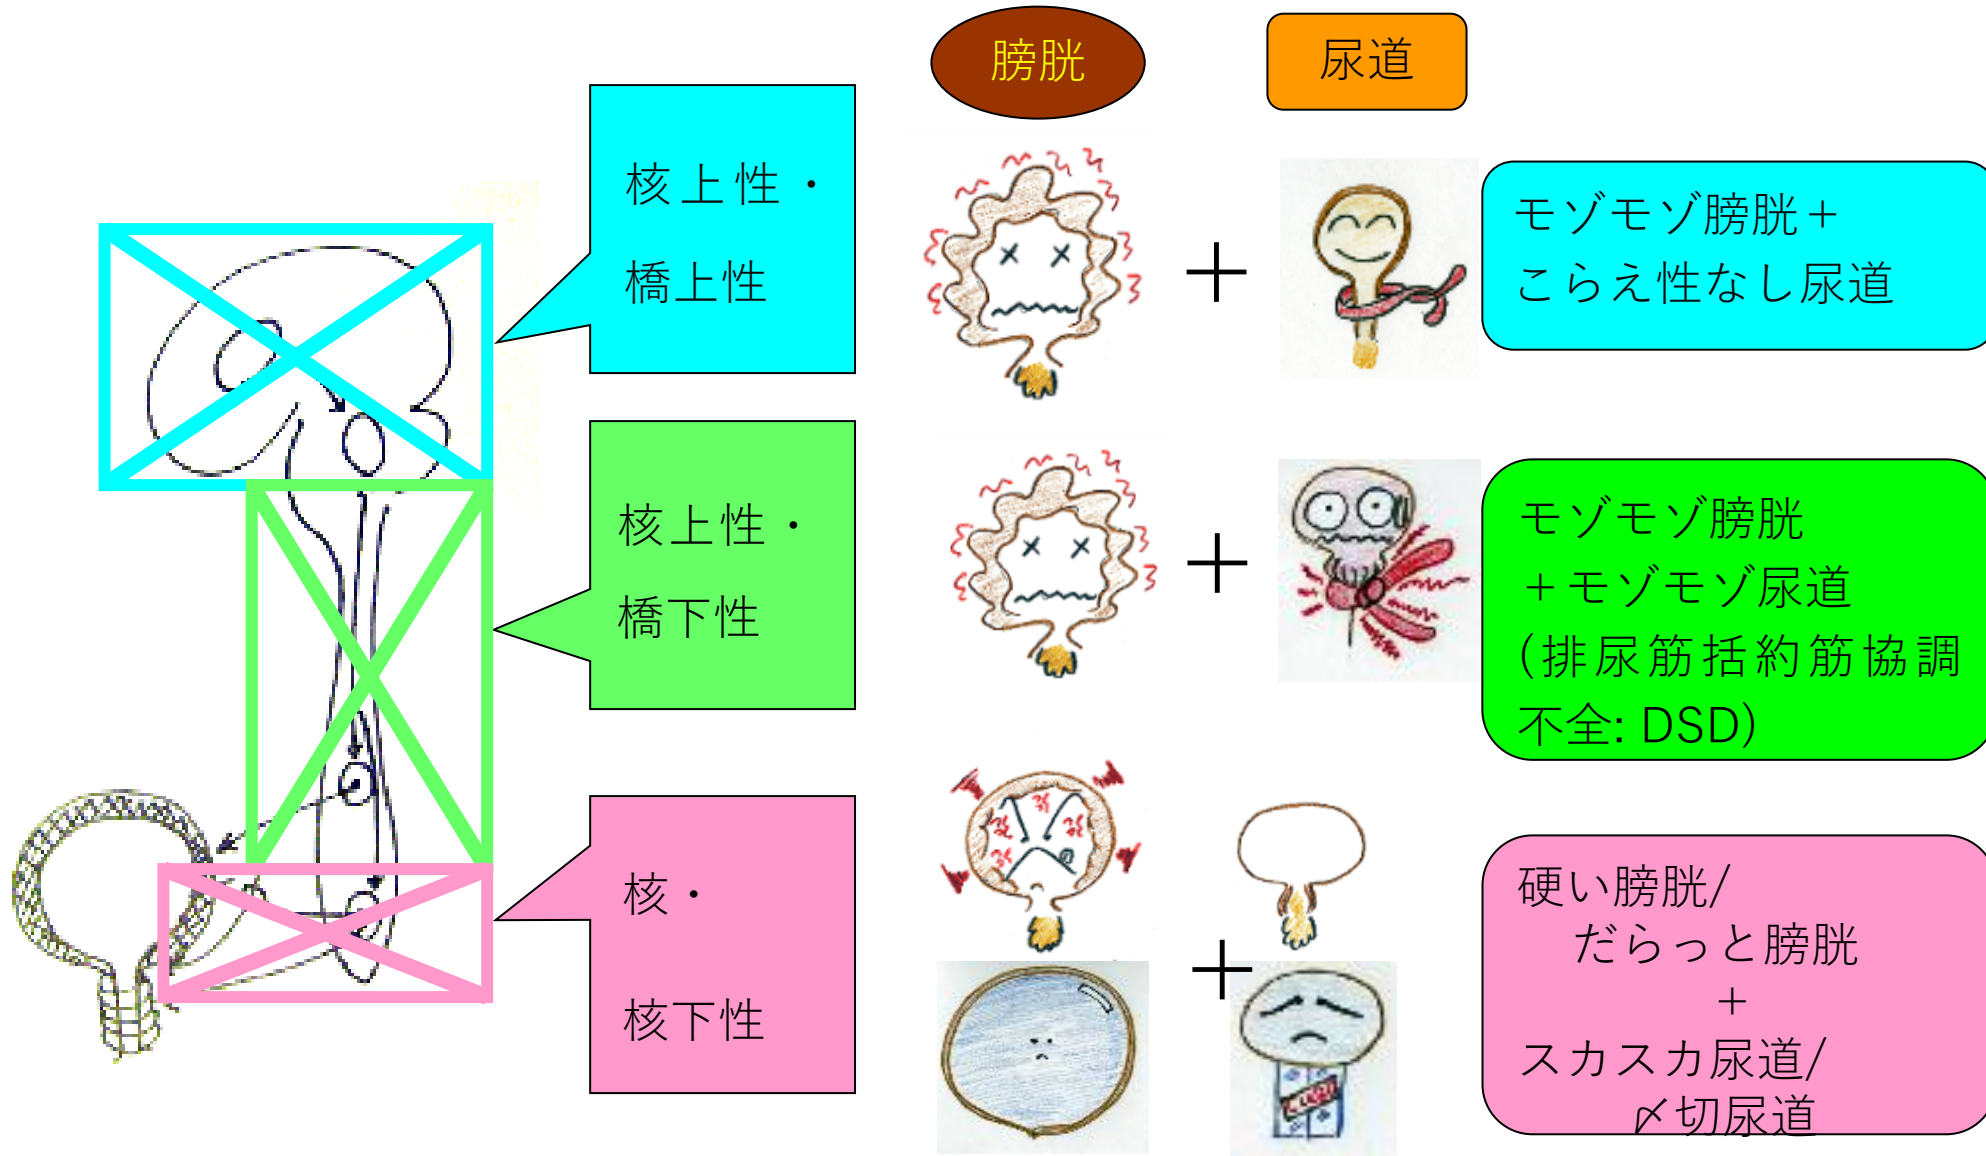 膀胱
尿道
核上性・
橋上性
モゾモゾ膀胱＋
こらえ性なし尿道
核上性・
橋下性
モゾモゾ膀胱
＋モゾモゾ尿道
(排尿筋括約筋協調
不全: DSD)
核・
核下性
硬い膀胱/
だらっと膀胱
＋
スカスカ尿道/
〆切尿道